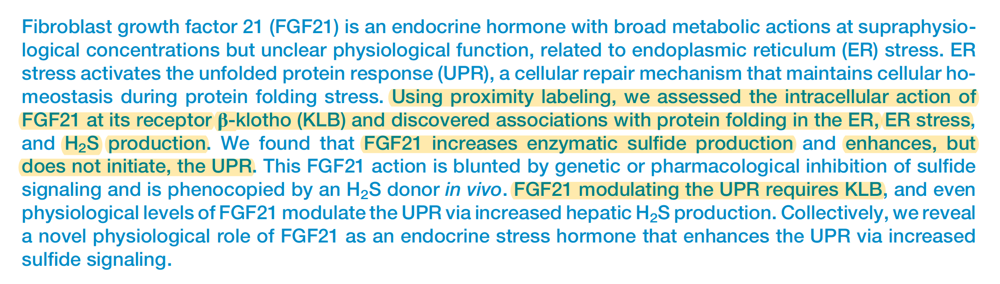 Fibroblast growth factor 21 (FGF21) is an endocrine hormone with broad metabolic actions at supraphysio-
logical concentrations but unclear physiological function, related to endoplasmic reticulum (ER) stress. ER
stress activates the unfolded protein response (UPR), a cellular repair mechanism that maintains cellular ho-
meostasis during protein folding stress. Using proximity labeling, we assessed the intracellular action of
FGF21 at its receptor β-klotho (KLB) and discovered associations with protein folding in the ER, ER stress,
and H₂S production. We found that FGF21 increases enzymatic sulfide production and enhances, but
does not initiate, the UPR. This FGF21 action is blunted by genetic or pharmacological inhibition of sulfide
signaling and is phenocopied by an H₂S donor in vivo. FGF21 modulating the UPR requires KLB, and even
physiological levels of FGF21 modulate the UPR via increased hepatic H₂S production. Collectively, we reveal
a novel physiological role of FGF21 as an endocrine stress hormone that enhances the UPR via increased
sulfide signaling.